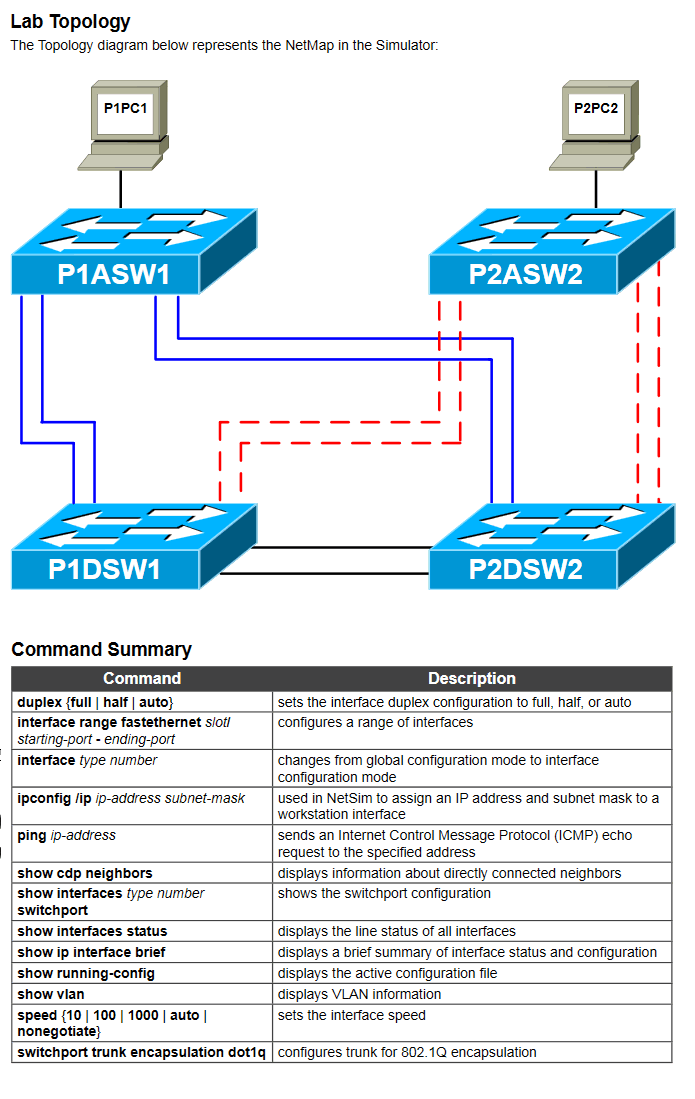 Lab Topology
The Topology diagram below represents the NetMap in the Simulator:
P1PC1
P2PC2
P1ASW1
P2ASW2
P1DSW1
P2DSW2
Command Summary
Command Description
duplex {full | half | auto} sets the interface duplex configuration to full, half, or auto
interface range fastethernet slot/ configures a range of interfaces
starting-port - ending-port
interface type number changes from global configuration mode to interface
configuration mode
ipconfig /ip ip-address subnet-mask used in NetSim to assign an IP address and subnet mask to a
workstation interface
ping ip-address sends an Internet Control Message Protocol (ICMP) echo
request to the specified address
show cdp neighbors displays information about directly connected neighbors
show interfaces type number shows the switchport configuration
switchport
show interfaces status displays the line status of all interfaces
show ip interface brief displays a brief summary of interface status and configuration
show running-config displays the active configuration file
show vlan displays VLAN information
speed {10 | 100 | 1000 | auto | sets the interface speed
nonegotiate}
switchport trunk encapsulation dot1q configures trunk for 802.1Q encapsulation